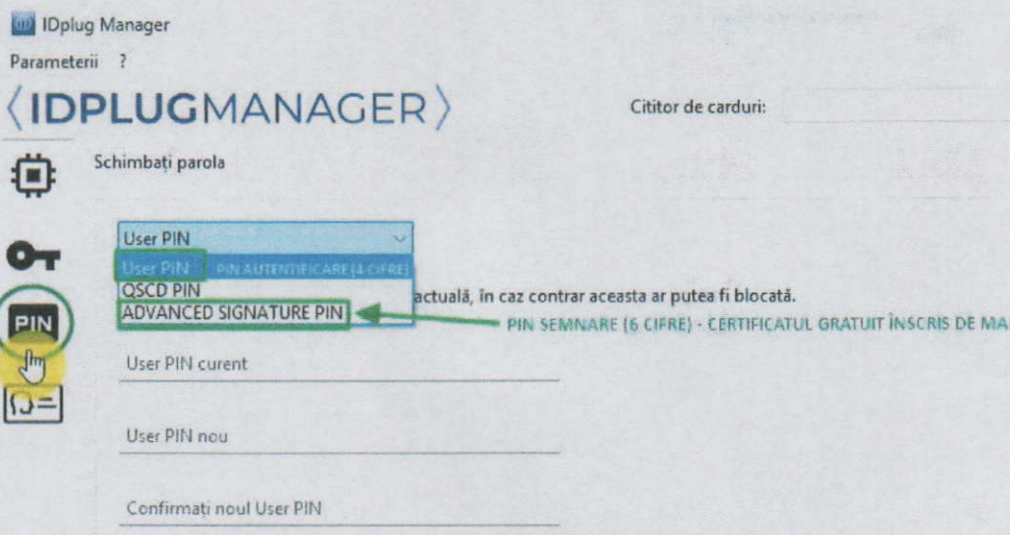 IDplug Manager
Parameterii ?
⟨IDPLUGMANAGER⟩
Cititor de carduri:
Schimbați parola
User PIN
User PIN PIN AUTENTIFICARE (4 CIFRE)
QSCD PIN
ADVANCED SIGNATURE PIN
actuală, în caz contrar aceasta ar putea fi blocată.
PIN SEMNARE (6 CIFRE) - CERTIFICATUL GRATUIT ÎNSCRIS DE MA
PIN
User PIN curent
User PIN nou
Confirmați noul User PIN